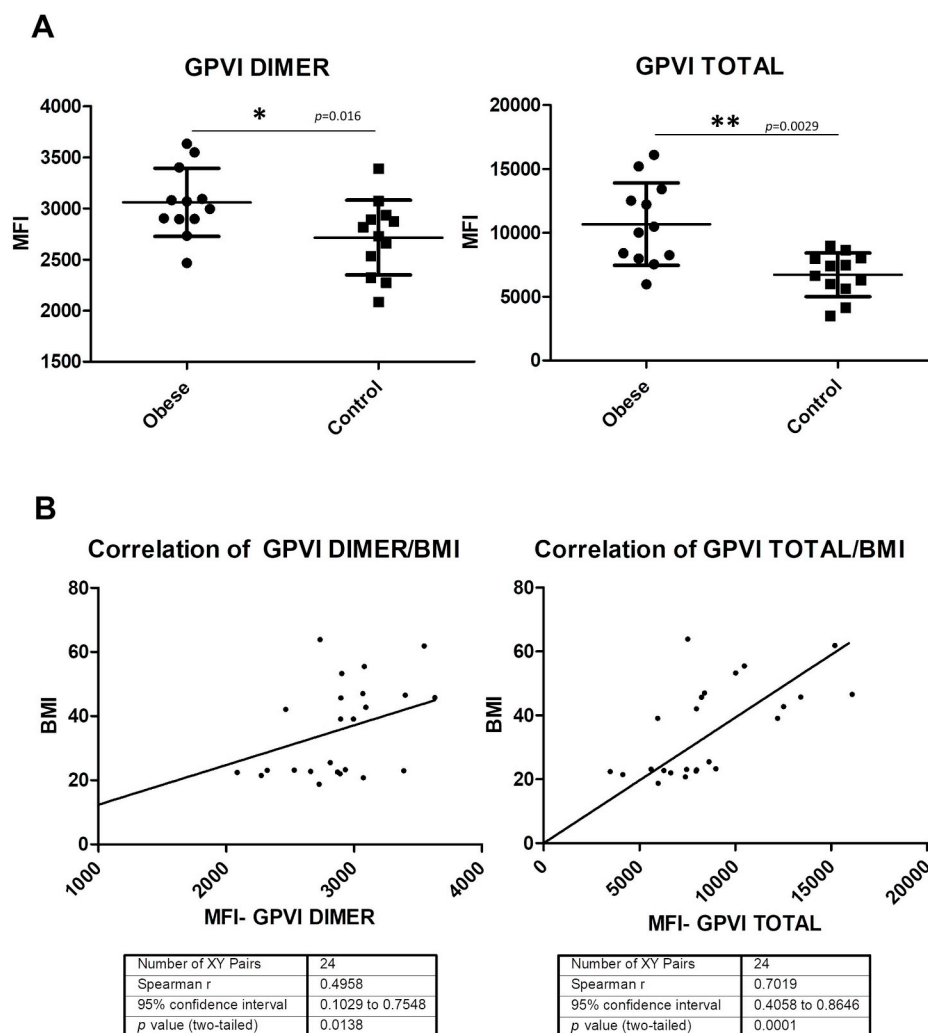 A
GPVI DIMER
GPVI TOTAL
4000
3500
3000
2500
2000
1500
MFI
* p=0.016
Obese
Control
20000
15000
10000
5000
0
MFI
** p=0.0029
Obese
Control
B
Correlation of GPVI DIMER/BMI
Correlation of GPVI TOTAL/BMI
80
60
40
20
0
BMI
1000
2000
3000
4000
MFI- GPVI DIMER
80
60
40
20
0
BMI
0
5000
10000
15000
20000
MFI- GPVI TOTAL
Number of XY Pairs 24
Spearman r 0.4958
95% confidence interval 0.1029 to 0.7548
p value (two-tailed) 0.0138
Number of XY Pairs 24
Spearman r 0.7019
95% confidence interval 0.4058 to 0.8646
p value (two-tailed) 0.0001